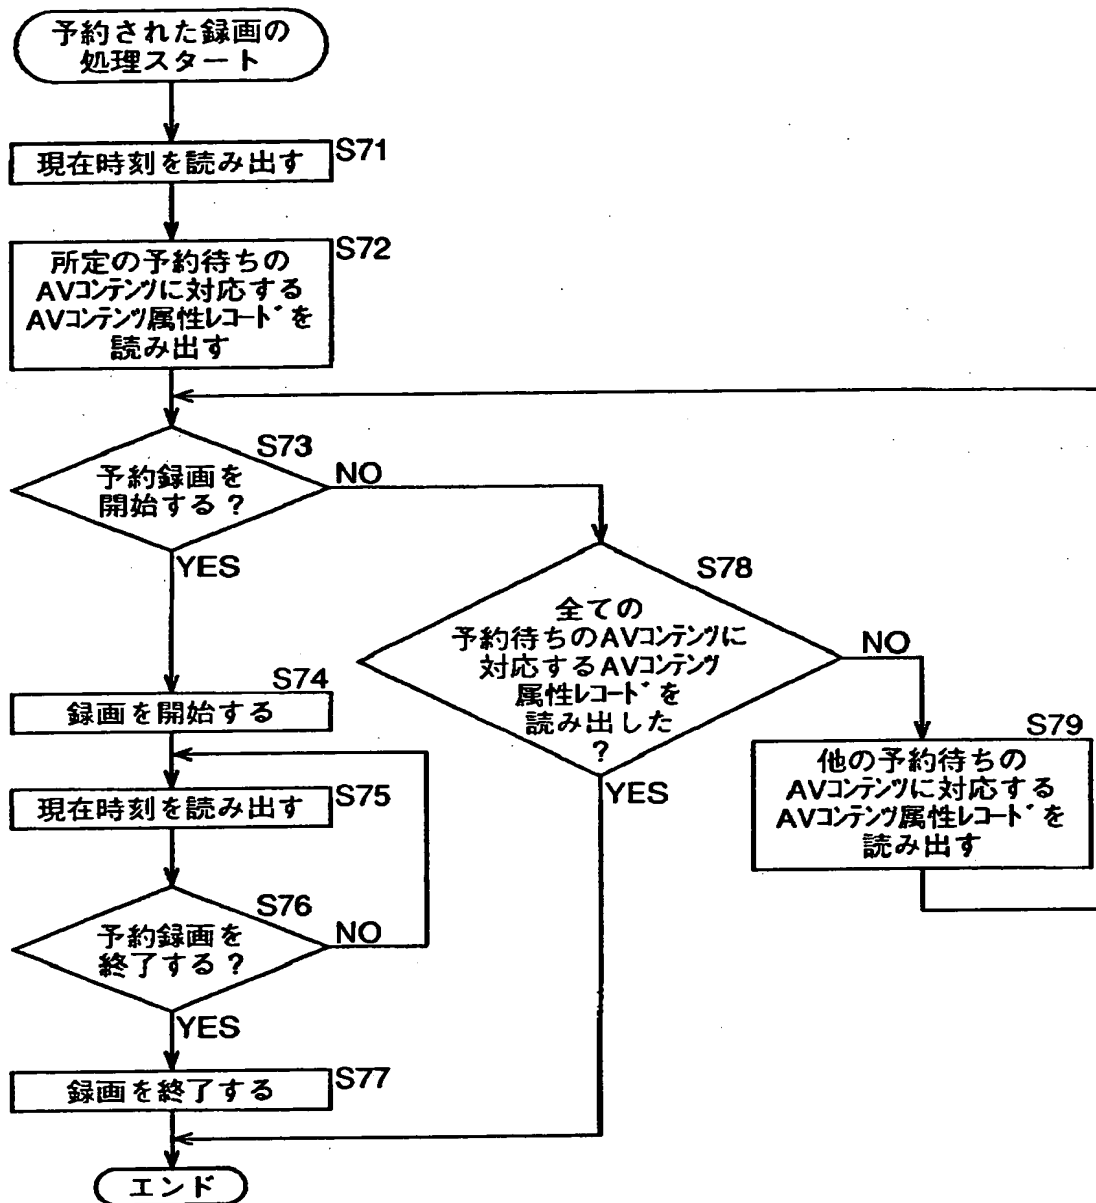 予約された録画の
処理スタート
S71
現在時刻を読み出す
S72
所定の予約待ちの
AVコンテンツに対応する
AVコンテンツ属性レコードを
読み出す
S73
予約録画を
開始する?
NO
YES
S78
全ての
予約待ちのAVコンテンツに
対応するAVコンテンツ
属性レコードを
読み出した
?
NO
YES
S79
他の予約待ちの
AVコンテンツに対応する
AVコンテンツ属性レコードを
読み出す
S74
録画を開始する
S75
現在時刻を読み出す
S76
予約録画を
終了する?
NO
YES
S77
録画を終了する
エンド